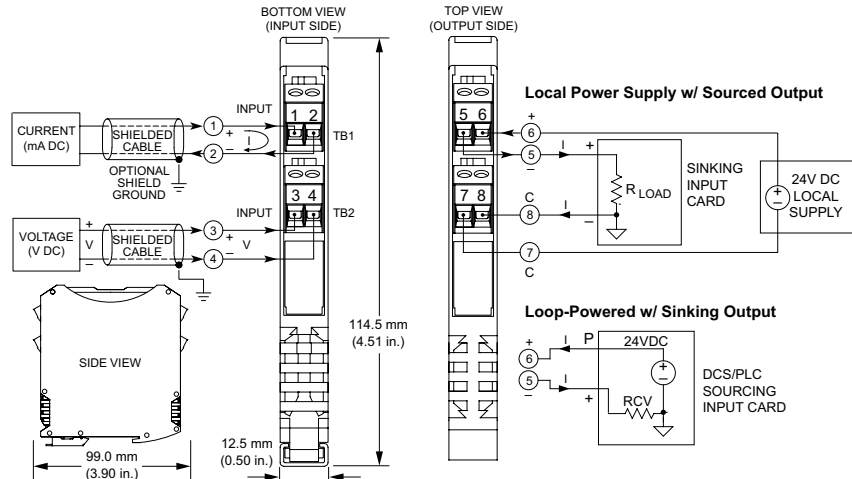 BOTTOM VIEW
(INPUT SIDE)
TOP VIEW
(OUTPUT SIDE)
CURRENT
(mA DC)
SHIELDED
CABLE
OPTIONAL
SHIELD
GROUND
1
2
INPUT
+
I
–
1 2
TB1
3 4
TB2
VOLTAGE
(V DC)
+
V
–
SHIELDED
CABLE
3
4
INPUT
+
V
–
SIDE VIEW
99.0 mm
(3.90 in.)
12.5 mm
(0.50 in.)
114.5 mm
(4.51 in.)
5 6
7 8
Local Power Supply w/ Sourced Output
+
6
5
–
I
+
R LOAD
SINKING
INPUT
CARD
C
8
I
–
7
C
+
–
24V DC
LOCAL
SUPPLY
Loop-Powered w/ Sinking Output
+
6
I
P
24VDC
+
–
5
–
I
+
RCV
DCS/PLC
SOURCING
INPUT CARD